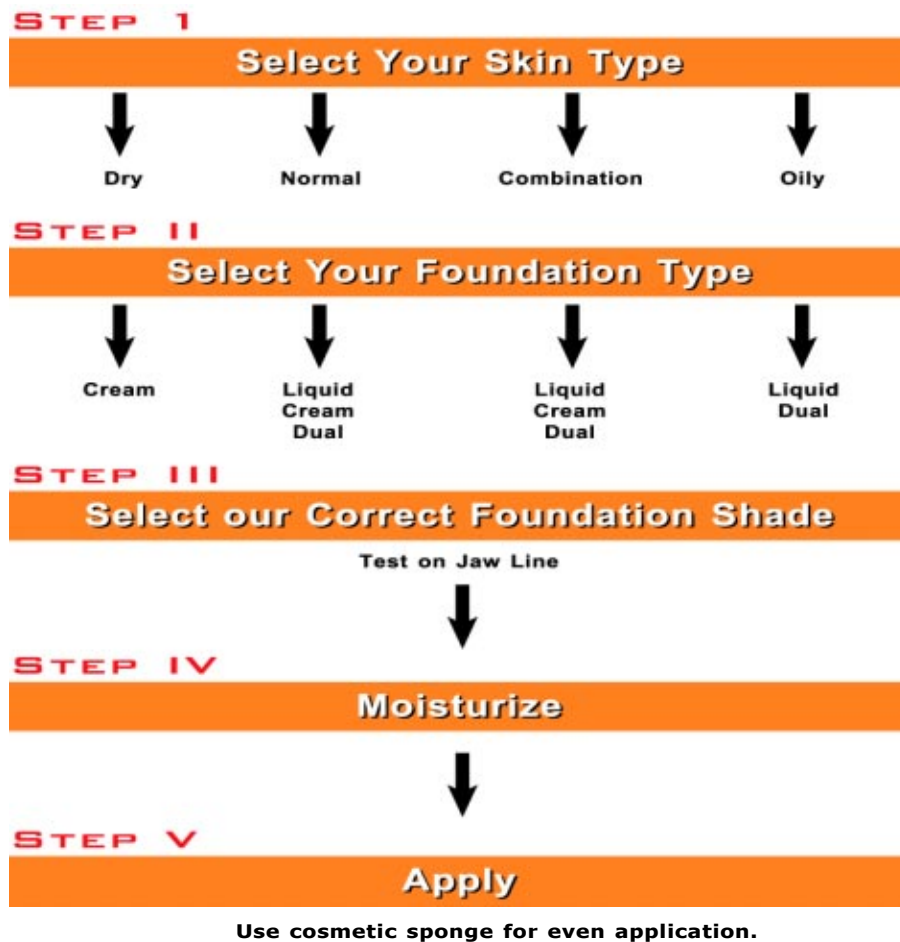 STEP 1
Select Your Skin Type
Dry Normal Combination Oily
STEP II
Select Your Foundation Type
Cream Liquid Liquid Liquid
Cream Cream Dual
Dual Dual
STEP III
Select our Correct Foundation Shade
Test on Jaw Line
STEP IV
Moisturize
STEP V
Apply
Use cosmetic sponge for even application.